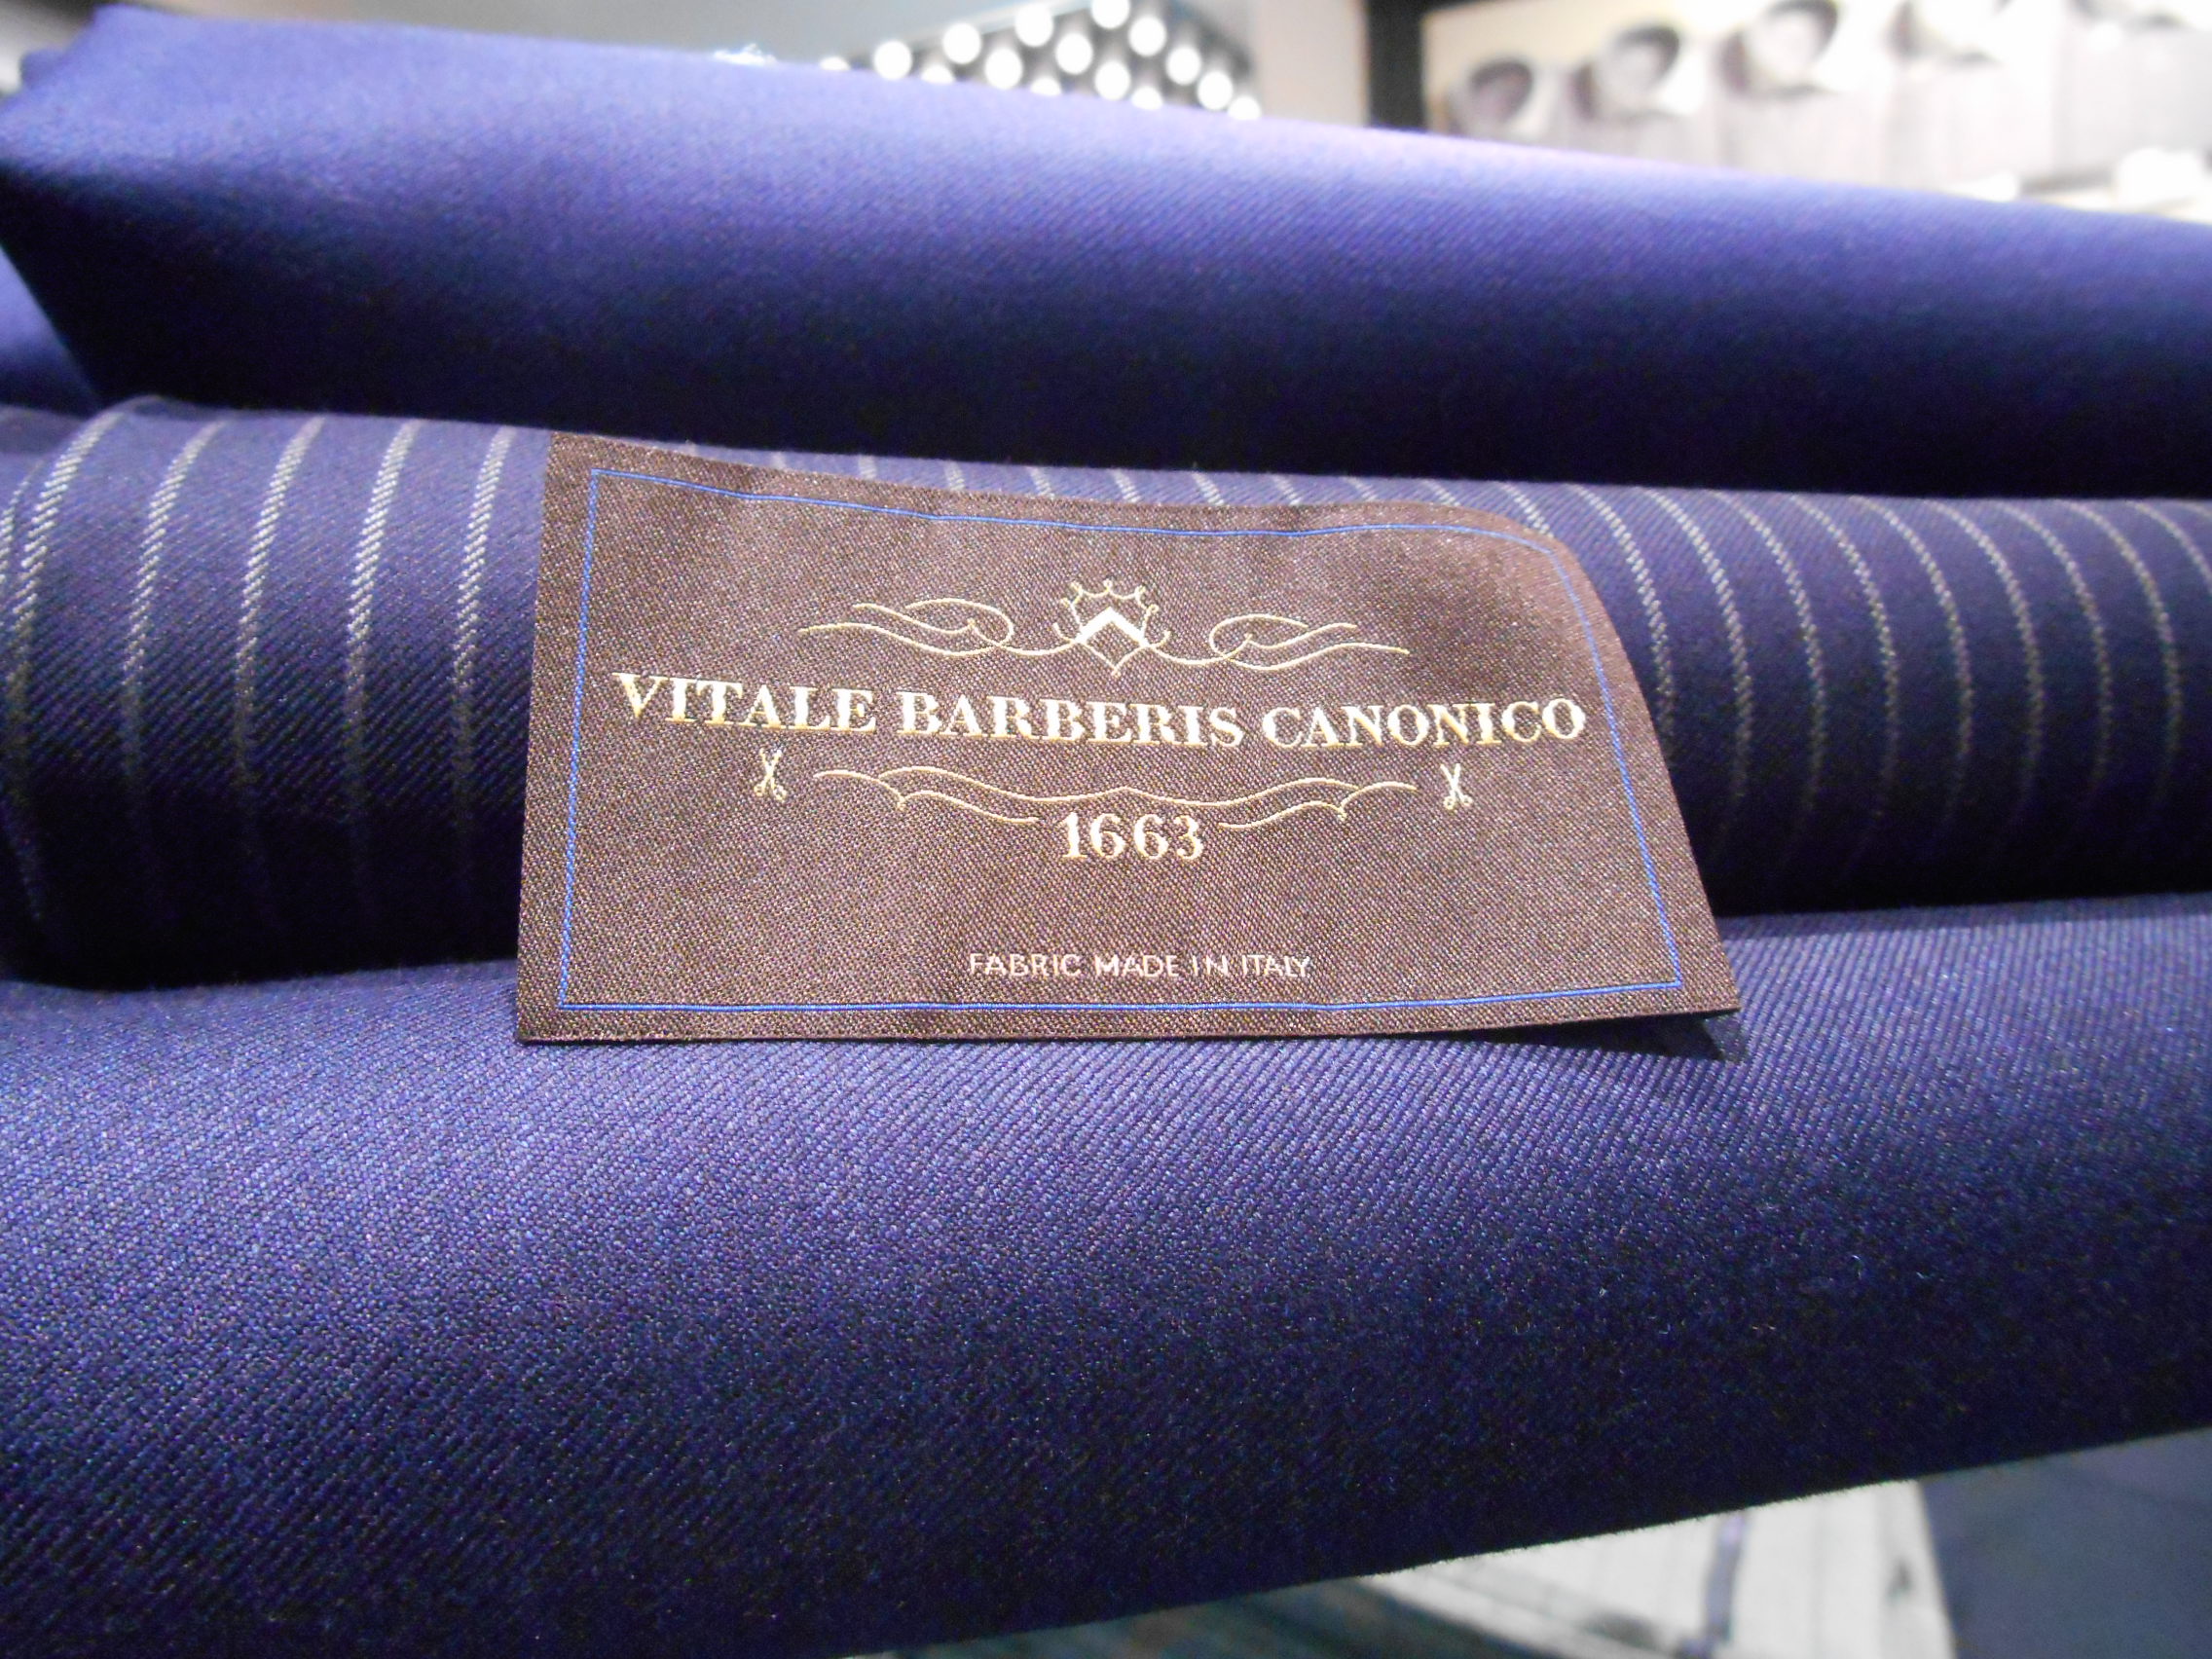 VITALE BARBERIS CANONICO
1663
FABRIC MADE IN ITALY